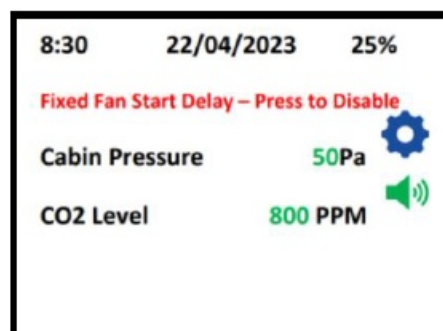 8:30 22/04/2023 25%
Fixed Fan Start Delay – Press to Disable
Cabin Pressure 50Pa
CO2 Level 800 PPM